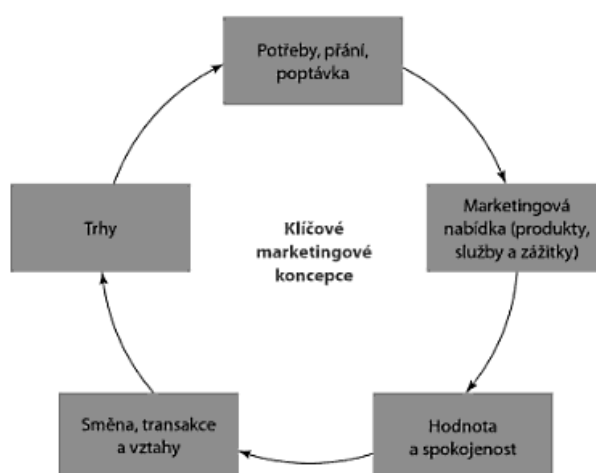 Potřeby, přání,
poptávka
Marketingová
nabídka (produkty,
služby a zážitky)
Hodnota
a spokojenost
Směna, transakce
a vztahy
Trhy
Klíčové
marketingové
koncepce